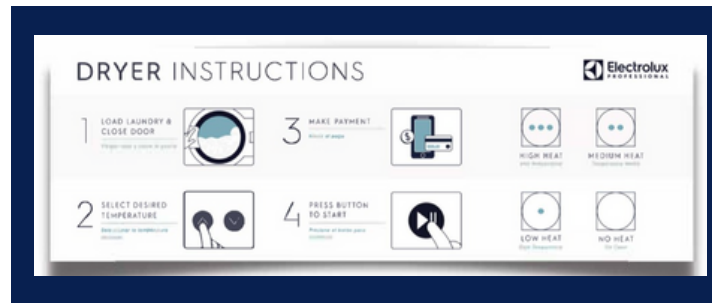 DRYER INSTRUCTIONS
Electrolux
PROFESSIONAL
1
LOAD LAUNDRY &
CLOSE DOOR
3
MAKE PAYMENT
$
HIGH HEAT
MEDIUM HEAT
2
SELECT DESIRED
TEMPERATURE
4
PRESS BUTTON
TO START
LOW HEAT
NO HEAT